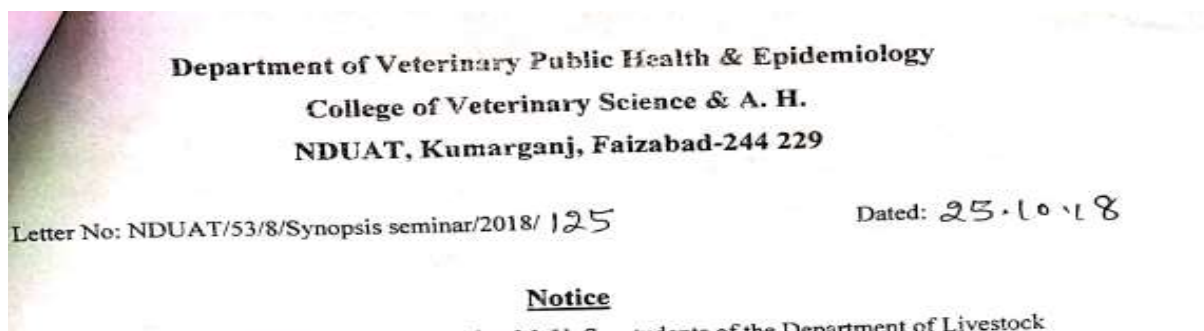 Department of Veterinary Public Health & Epidemiology
College of Veterinary Science & A. H.
NDUAT, Kumarganj, Faizabad-244 229
Letter No: NDUAT/53/8/Synopsis seminar/2018/ 125 Dated: 25.10.18
Notice
students of the Department of Livestock